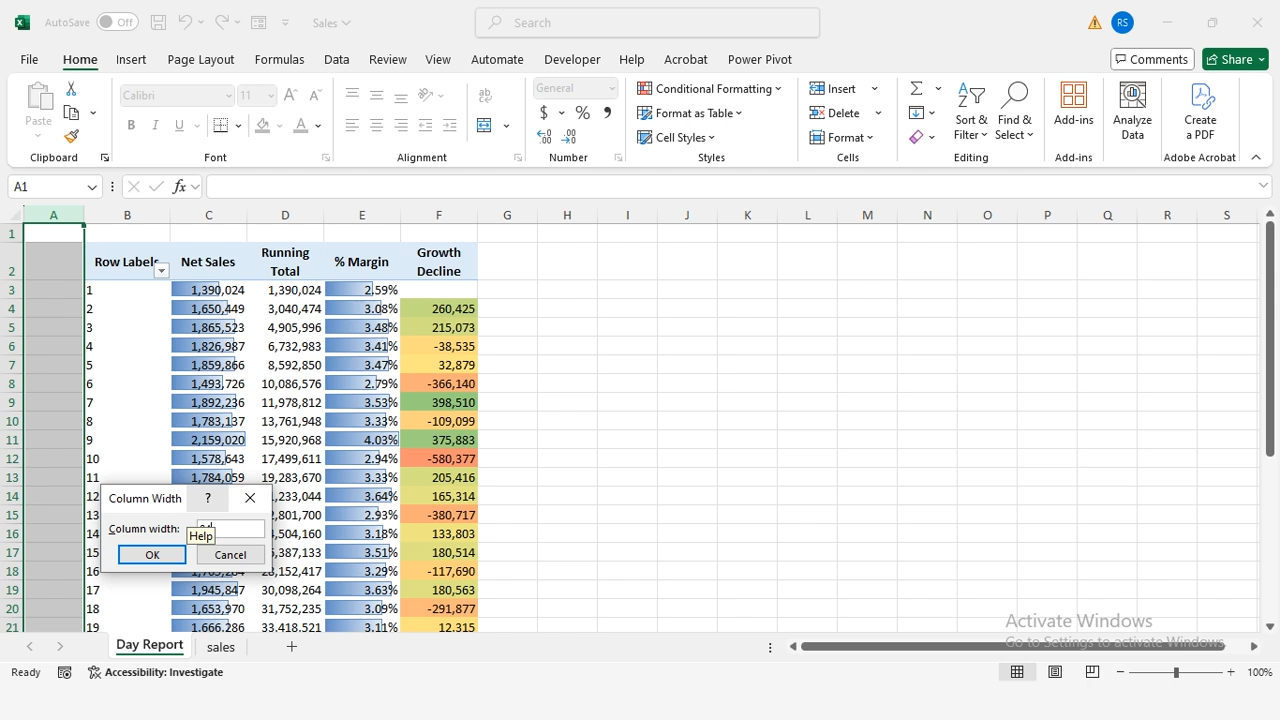 AutoSave Off Sales Search RS
File Home Insert Page Layout Formulas Data Review View Automate Developer Help Acrobat Power Pivot Comments Share
Paste Calibri 11 General Conditional Formatting Insert Sort & Find & Add-ins Analyze Create
B I U $ % Format as Table Delete Filter Select Data a PDF
Cell Styles Format
Clipboard Font Alignment Number Styles Cells Editing Add-ins Adobe Acrobat
A1 fx
A B C D E F G H I J K L M N O P Q R S
1
2 Row Labels Net Sales Running Total % Margin Growth Decline
3 1 1,390,024 1,390,024 2.59%
4 2 1,650,449 3,040,474 3.08% 260,425
5 3 1,865,523 4,905,996 3.48% 215,073
6 4 1,826,987 6,732,983 3.41% -38,535
7 5 1,859,866 8,592,850 3.47% 32,879
8 6 1,493,726 10,086,576 2.79% -366,140
9 7 1,892,236 11,978,812 3.53% 398,510
10 8 1,783,137 13,761,948 3.33% -109,099
11 9 2,159,020 15,920,968 4.03% 375,883
12 10 1,578,643 17,499,611 2.94% -580,377
13 11 1,784,059 19,283,670 3.33% 205,416
14 12 3.64% 165,314
15 13 2.93% -380,717
16 14 3.18% 133,803
17 15 3.51% 180,514
18 16 3.29% -117,690
19 17 1,945,847 30,098,264 3.63% 180,563
20 18 1,653,970 31,752,235 3.09% -291,877
21 19 1,666,286 33,418,521 3.11% 12,315
Column Width ?
Column width:
Help
OK Cancel
Activate Windows
Go to Settings to activate Windows.
Day Report sales
Ready Accessibility: Investigate 100%